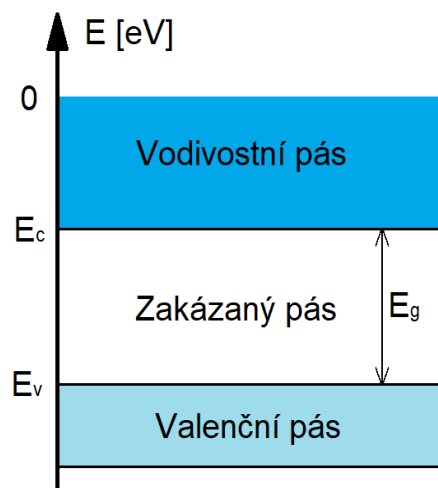 E [eV]
0
Vodivostní pás
Ec
Zakázaný pás
Eg
Ev
Valenční pás